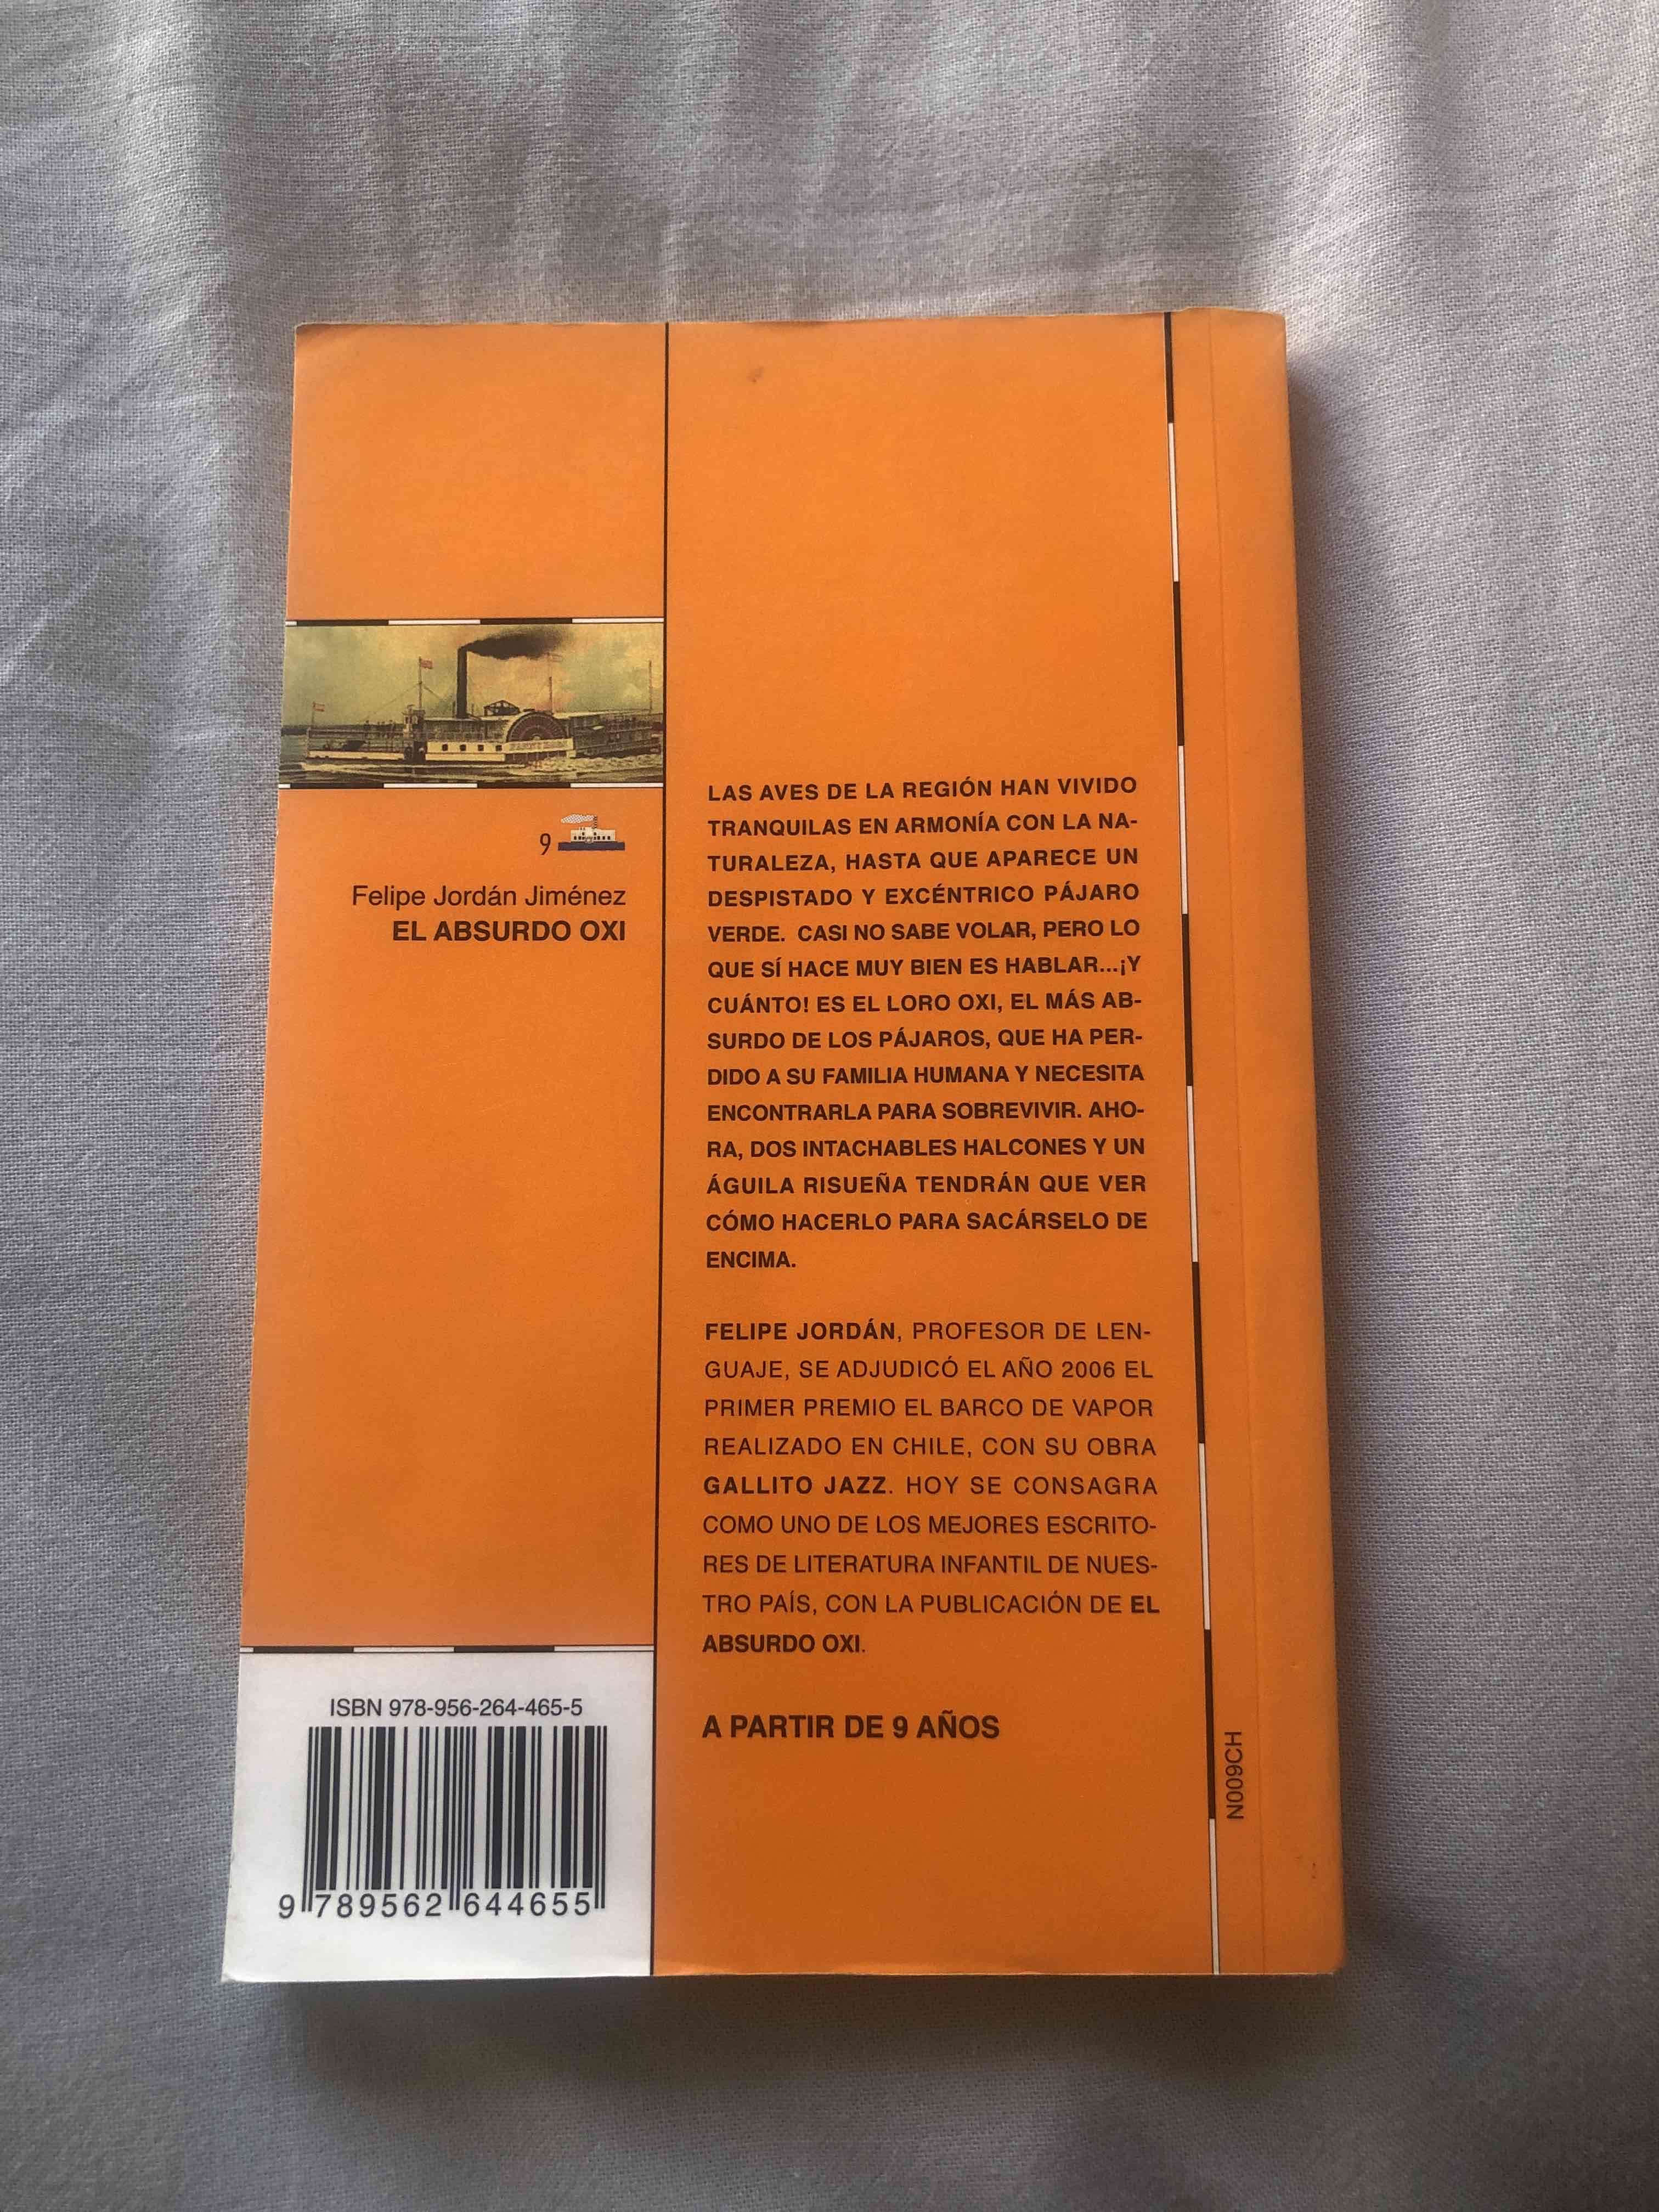 9
Felipe Jordán Jiménez
EL ABSURDO OXI
LAS AVES DE LA REGIÓN HAN VIVIDO
TRANQUILAS EN ARMONÍA CON LA NA-
TURALEZA, HASTA QUE APARECE UN
DESPISTADO Y EXCÉNTRICO PÁJARO
VERDE. CASI NO SABE VOLAR, PERO LO
QUE SÍ HACE MUY BIEN ES HABLAR...¡Y
CUÁNTO! ES EL LORO OXI, EL MÁS AB-
SURDO DE LOS PÁJAROS, QUE HA PER-
DIDO A SU FAMILIA HUMANA Y NECESITA
ENCONTRARLA PARA SOBREVIVIR. AHO-
RA, DOS INTACHABLES HALCONES Y UN
ÁGUILA RISUEÑA TENDRÁN QUE VER
CÓMO HACERLO PARA SACÁRSELO DE
ENCIMA.
FELIPE JORDÁN, PROFESOR DE LEN-
GUAJE, SE ADJUDICÓ EL AÑO 2006 EL
PRIMER PREMIO EL BARCO DE VAPOR
REALIZADO EN CHILE, CON SU OBRA
GALLITO JAZZ. HOY SE CONSAGRA
COMO UNO DE LOS MEJORES ESCRITO-
RES DE LITERATURA INFANTIL DE NUES-
TRO PAÍS, CON LA PUBLICACIÓN DE EL
ABSURDO OXI.
A PARTIR DE 9 AÑOS
ISBN 978-956-264-465-5
9 789562 644655
N009CH